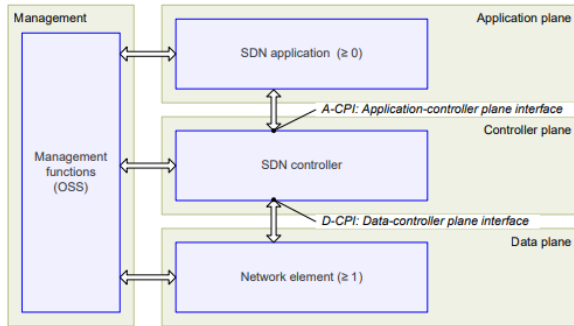 Management
Application plane
SDN application (≥ 0)
A-CPI: Application-controller plane interface
Controller plane
Management
functions
(OSS)
SDN controller
D-CPI: Data-controller plane interface
Data plane
Network element (≥ 1)